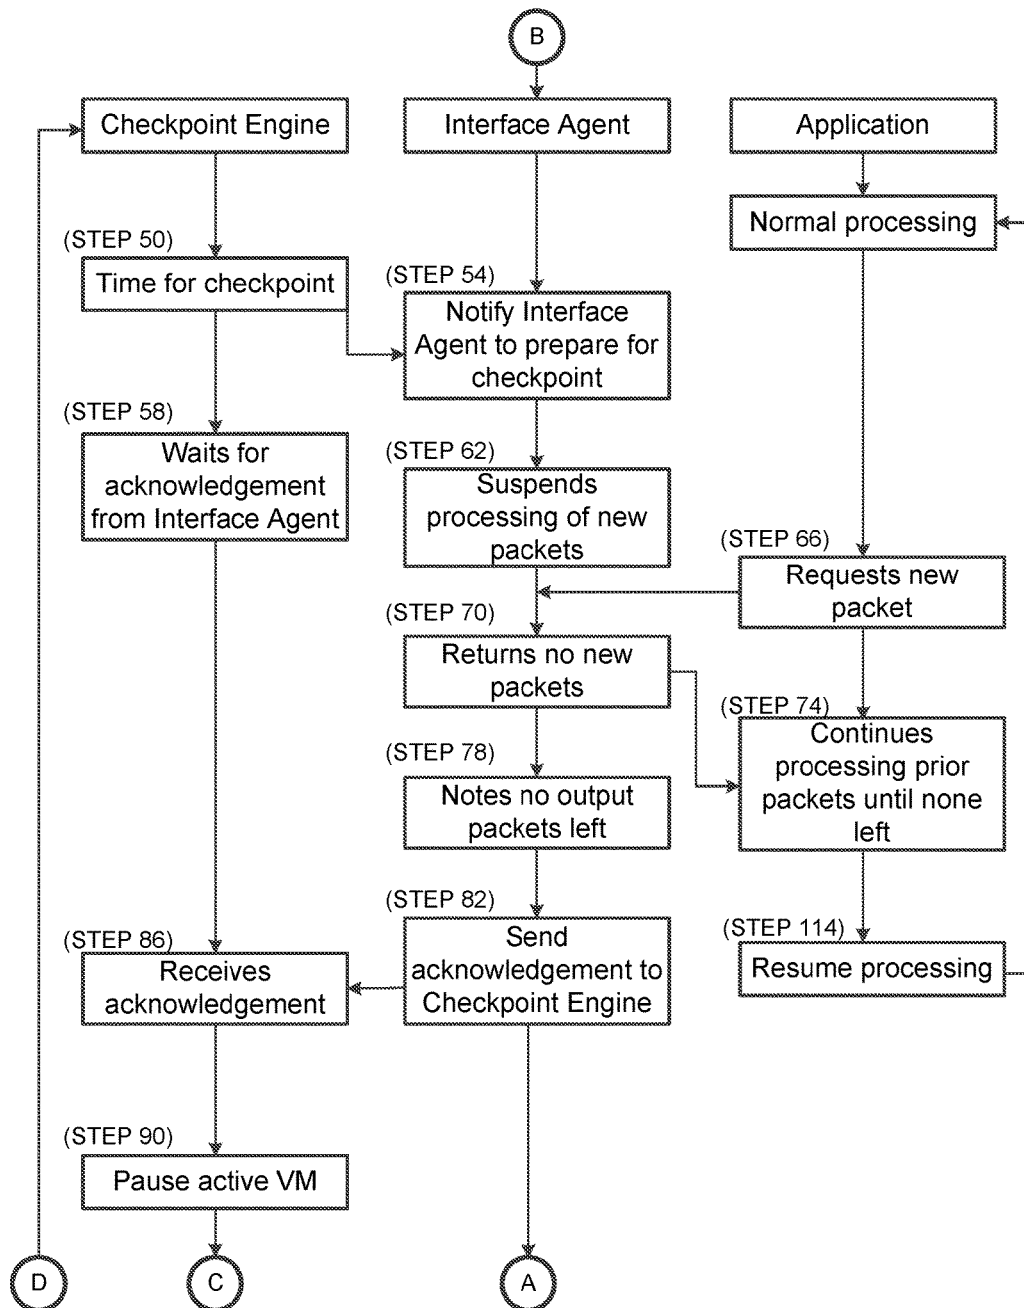 B
Checkpoint Engine
Interface Agent
Application
Normal processing
(STEP 50)
Time for checkpoint
(STEP 54)
Notify Interface
Agent to prepare for
checkpoint
(STEP 58)
Waits for
acknowledgement
from Interface Agent
(STEP 62)
Suspends
processing of new
packets
(STEP 66)
Requests new
packet
(STEP 70)
Returns no new
packets
(STEP 74)
Continues
processing prior
packets until none
left
(STEP 78)
Notes no output
packets left
(STEP 82)
Send
acknowledgement to
Checkpoint Engine
(STEP 86)
Receives
acknowledgement
(STEP 114)
Resume processing
(STEP 90)
Pause active VM
D
C
A